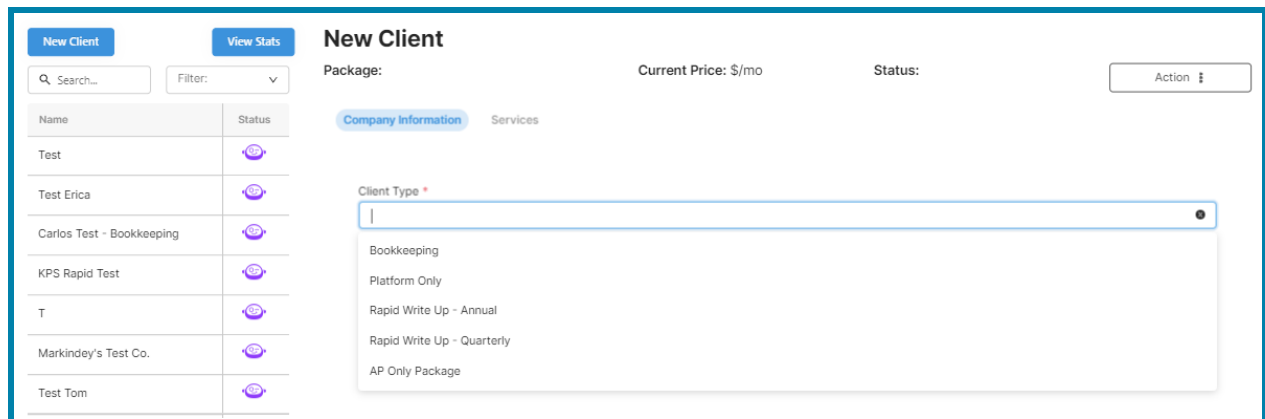 New Client
View Stats
Search...
Filter:
Name Status
Test
Test Erica
Carlos Test - Bookkeeping
KPS Rapid Test
T
Markindey's Test Co.
Test Tom
New Client
Package: Current Price: $/mo Status:
Action
Company Information Services
Client Type *
Bookkeeping
Platform Only
Rapid Write Up - Annual
Rapid Write Up - Quarterly
AP Only Package